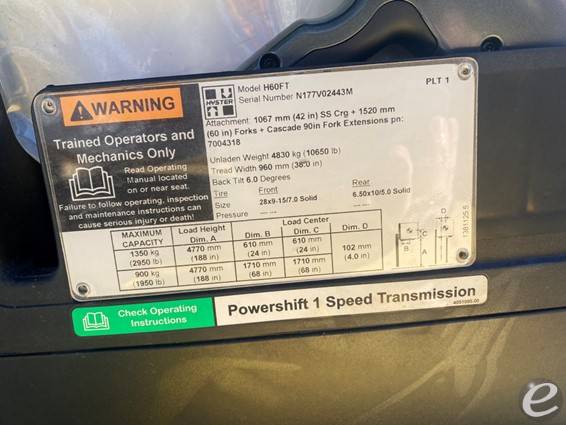 WARNING
Trained Operators and
Mechanics Only
Read Operating
Manual located
on or near seat.
Failure to follow operating, inspection
and maintenance instructions can
cause serious injury or death!
HYSTER
Model H60FT
Serial Number N177V02443M
PLT 1
Attachment: 1067 mm (42 in) SS Crg + 1520 mm
(60 in) Forks + Cascade 90in Fork Extensions pn:
7004318
Unladen Weight 4830 kg (10650 lb)
Tread Width 960 mm (38.0 in)
Back Tilt 6.0 Degrees
Tire Front Rear
Size 28x9-15/7.0 Solid 6.50x10/5.0 Solid
Pressure --- --- --- ---
MAXIMUM CAPACITY Load Height Dim. A Load Center Dim. B Dim. C Dim. D
1350 kg (2950 lb) 4770 mm (188 in) 610 mm (24 in) 610 mm (24 in) 102 mm (4.0 in)
900 kg (1950 lb) 4770 mm (188 in) 1710 mm (68 in) 1710 mm (68 in)
D
C
B A
Check Operating
Instructions
Powershift 1 Speed Transmission
e